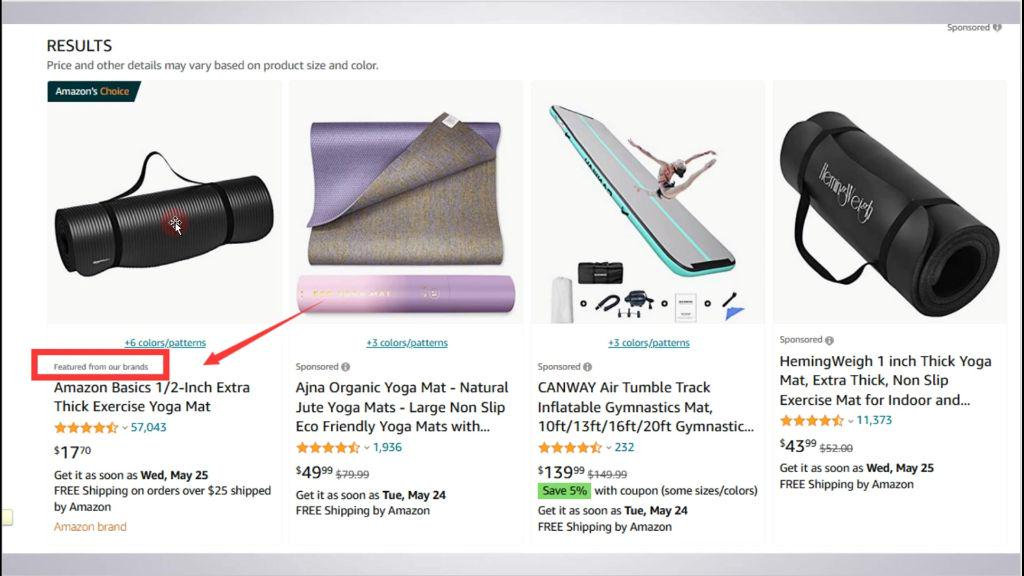 Sponsored
RESULTS
Price and other details may vary based on product size and color.
Amazon's Choice
HemingWeigh
+6 colors/patterns
+3 colors/patterns
+3 colors/patterns
Featured from our brands
Amazon Basics 1/2-Inch Extra
Thick Exercise Yoga Mat
57,043
$17.70
Get it as soon as Wed, May 25
FREE Shipping on orders over $25 shipped
by Amazon
Amazon brand
Sponsored
Ajna Organic Yoga Mat - Natural
Jute Yoga Mats - Large Non Slip
Eco Friendly Yoga Mats with...
1,936
$49.99 $79.99
Get it as soon as Tue, May 24
FREE Shipping by Amazon
Sponsored
CANWAY Air Tumble Track
Inflatable Gymnastics Mat,
10ft/13ft/16ft/20ft Gymnastic...
232
$139.99 $149.99
Save 5% with coupon (some sizes/colors)
Get it as soon as Tue, May 24
FREE Shipping by Amazon
Sponsored
HemingWeigh 1 inch Thick Yoga
Mat, Extra Thick, Non Slip
Exercise Mat for Indoor and...
11,373
$43.99 $52.00
Get it as soon as Wed, May 25
FREE Shipping by Amazon